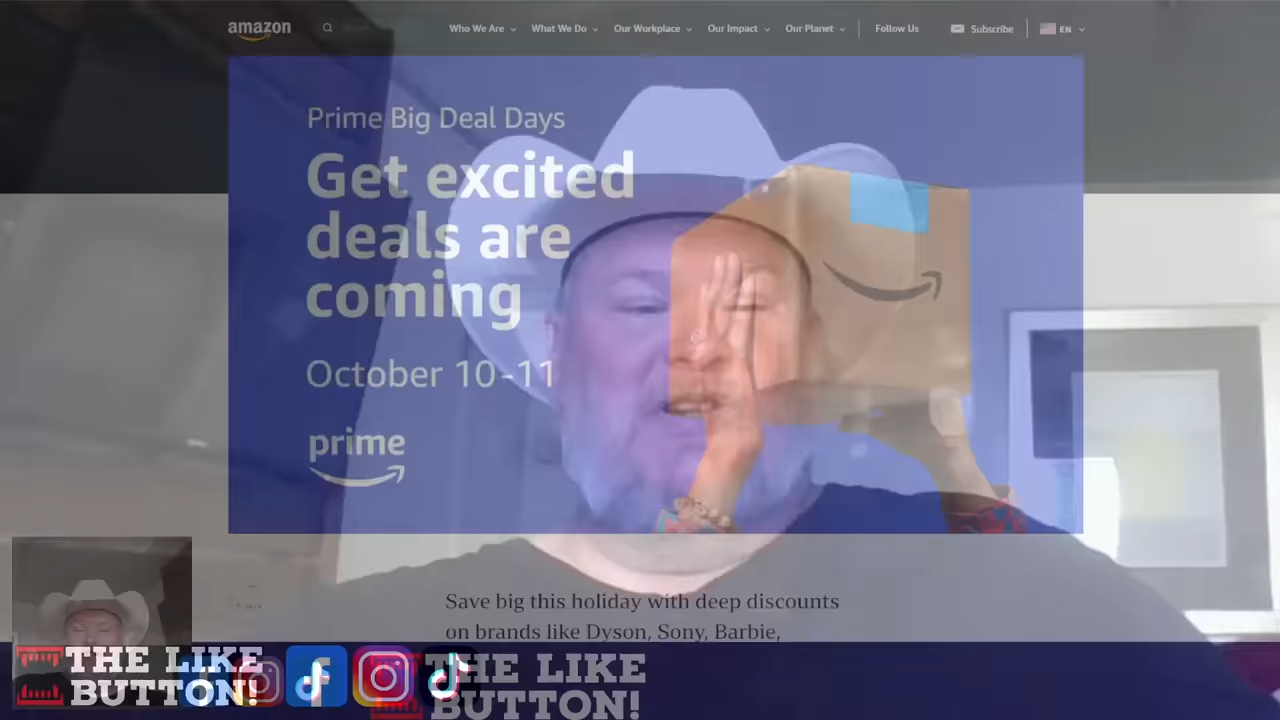 amazon
Who We Are
What We Do
Our Workplace
Our Impact
Our Planet
Follow Us
Subscribe
EN
Prime Big Deal Days
Get excited
deals are
coming
October 10-11
prime
Save big this holiday with deep discounts
on brands like Dyson, Sony, Barbie,
THE LIKE
BUTTON!
THE LIKE
BUTTON!